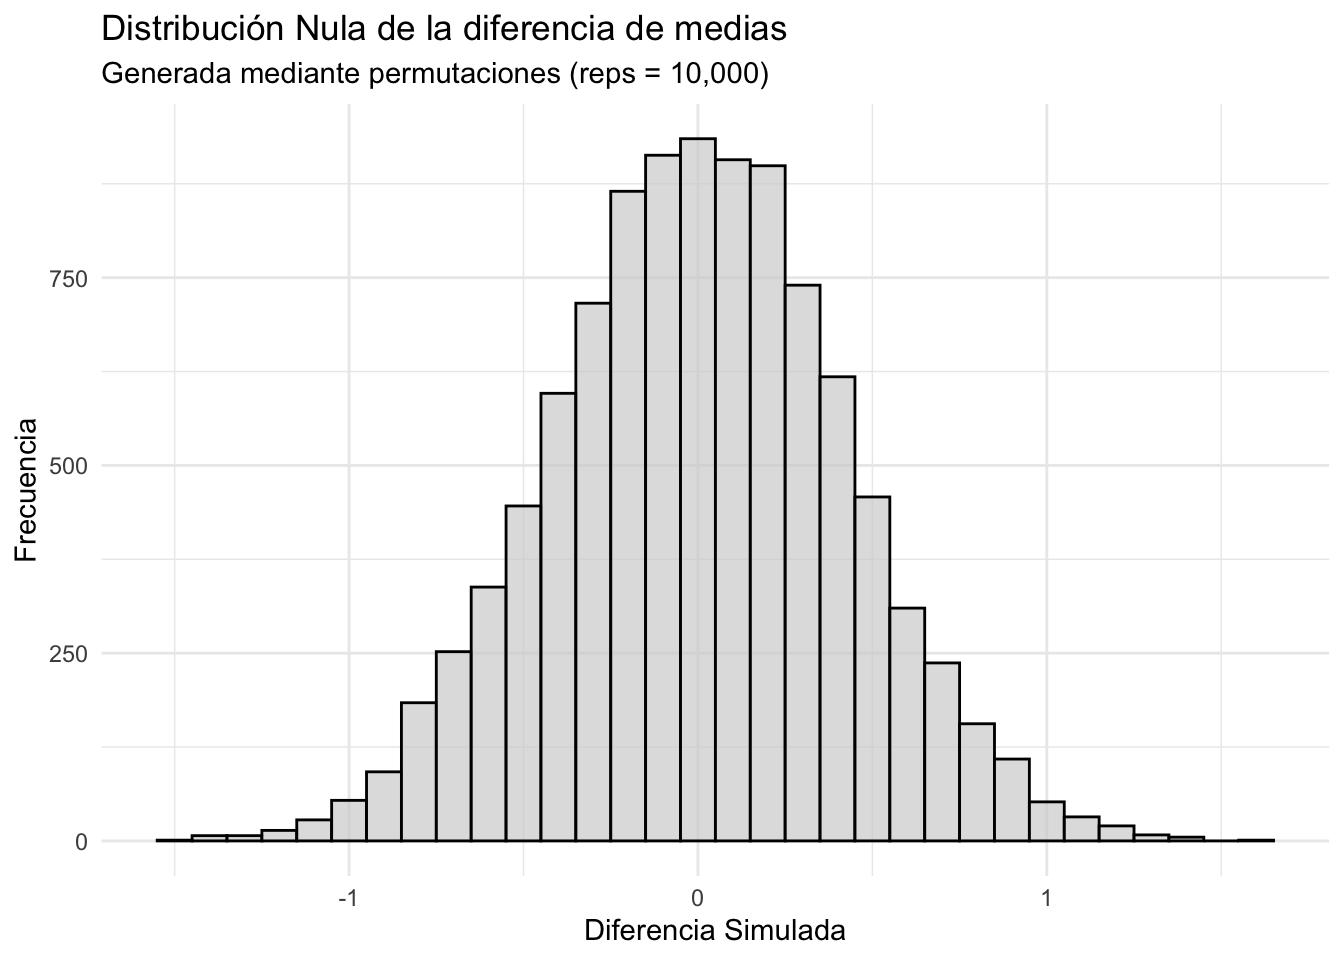 Distribución Nula de la diferencia de medias
Generada mediante permutaciones (reps = 10,000)
Frecuencia
750
500
250
0
-1
0
1
Diferencia Simulada